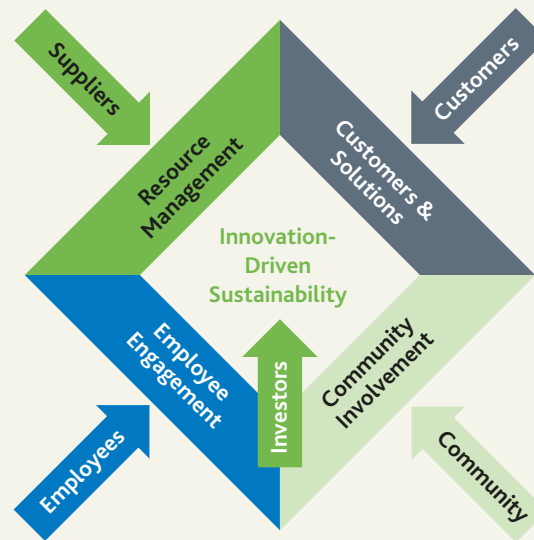 Suppliers
Customers
Resource
Management
Customers &
Solutions
Innovation-
Driven
Sustainability
Employee
Engagement
Investors
Community
Involvement
Employees
Community